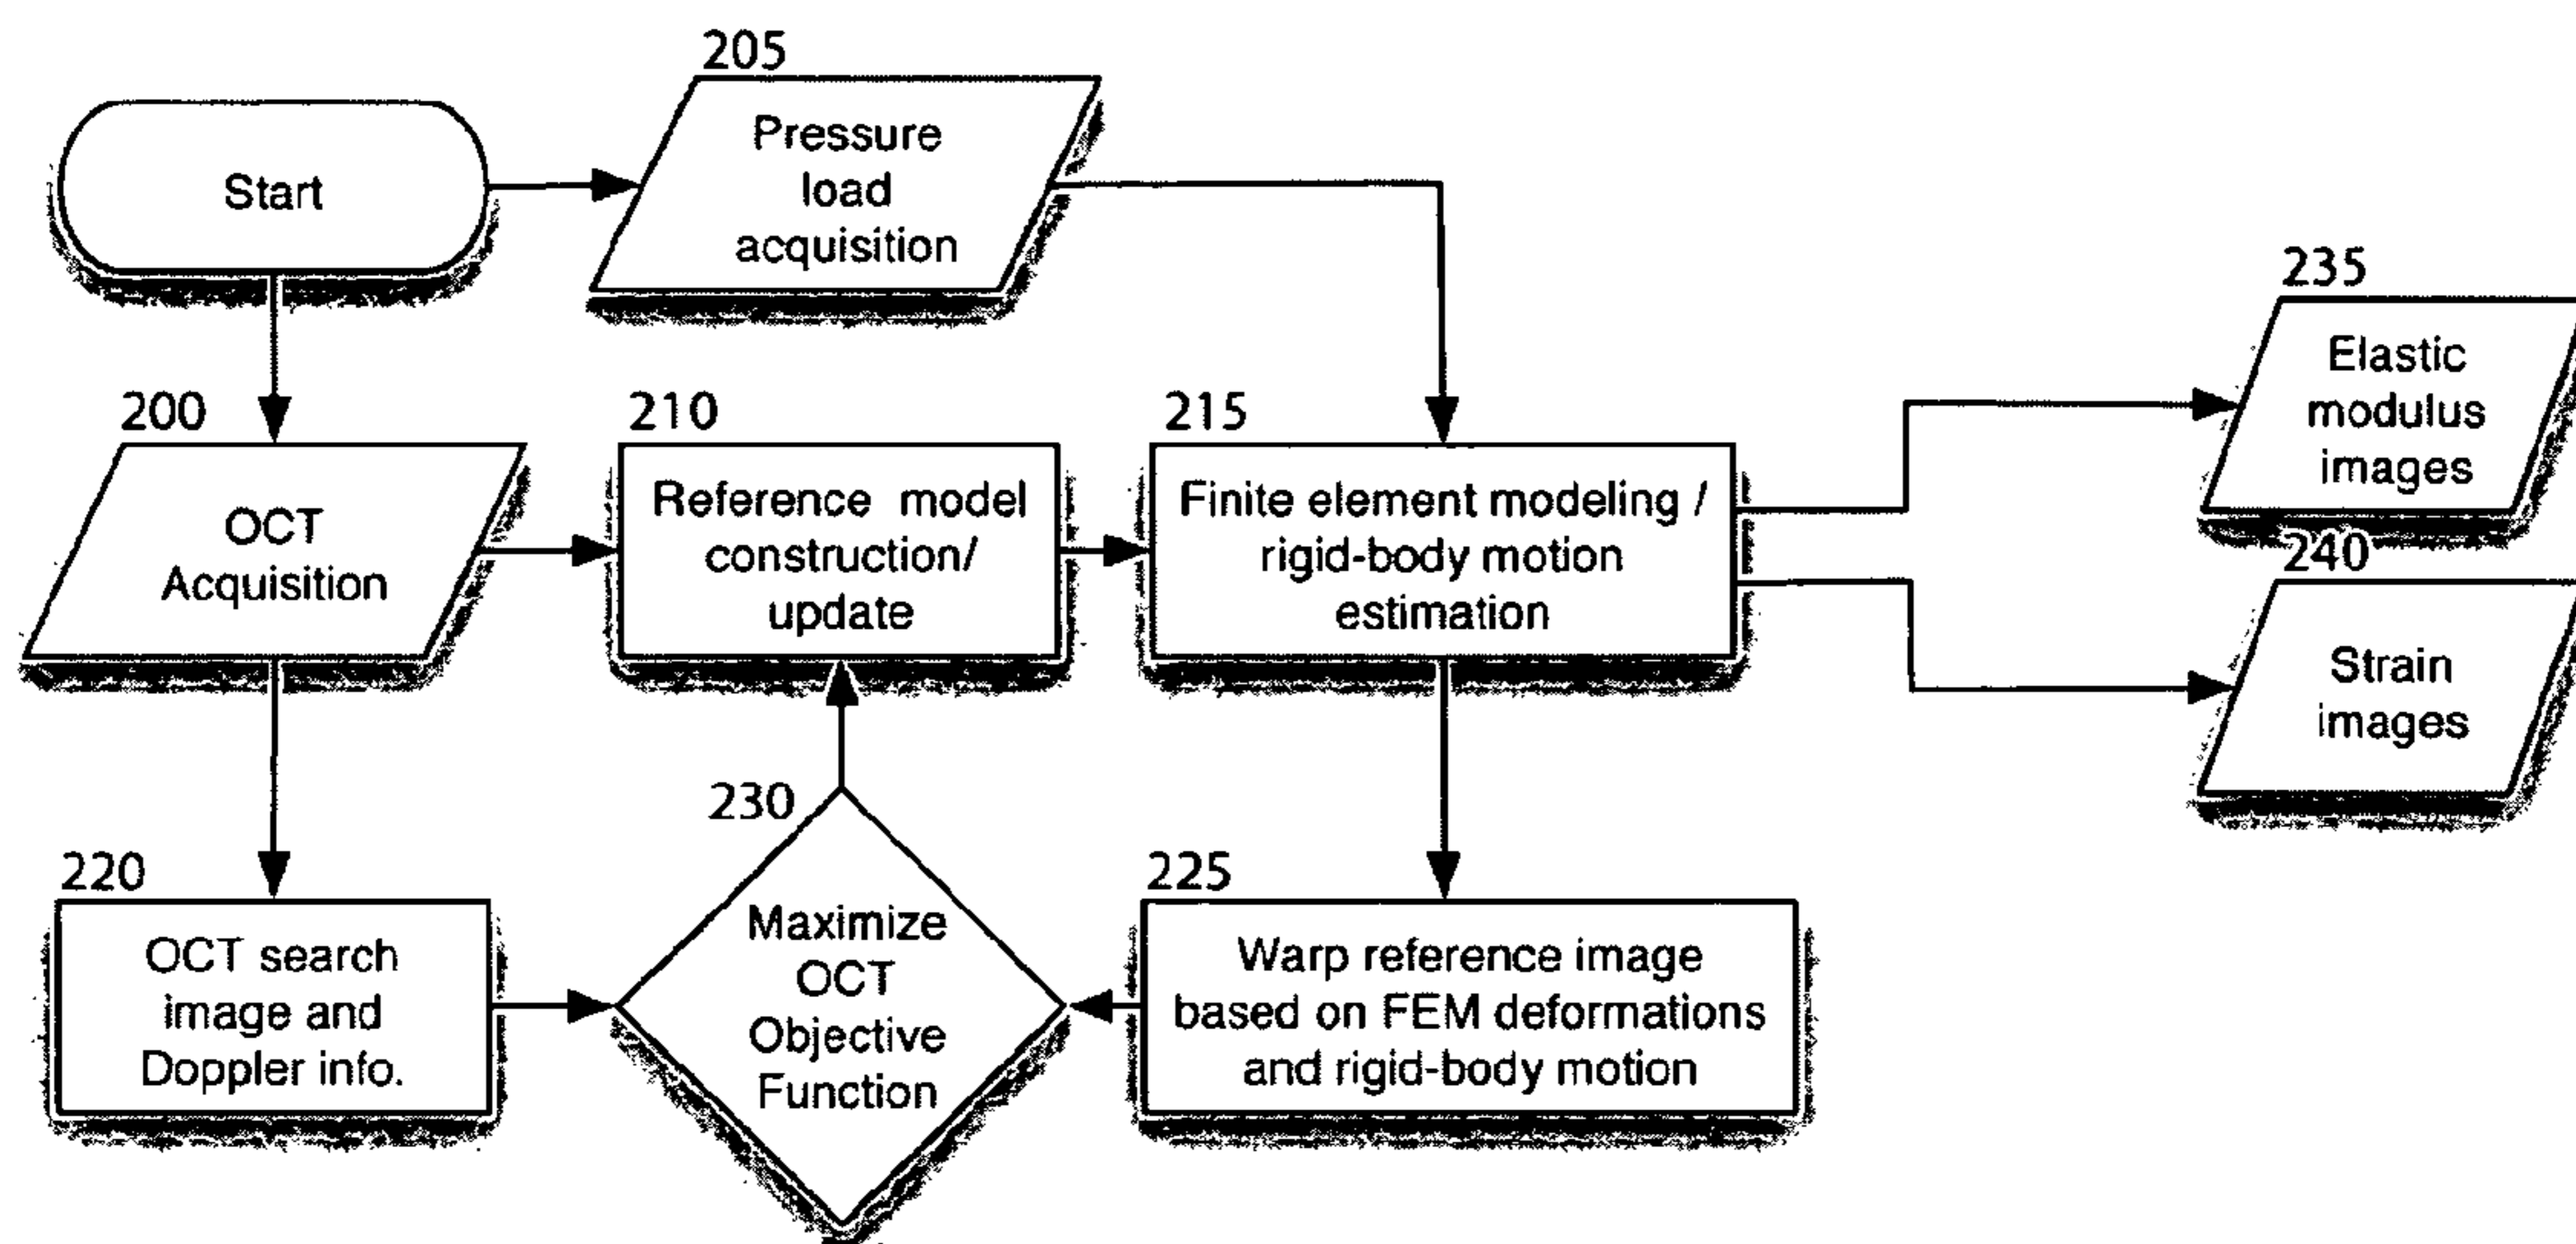 205
Pressure
load
acquisition
Start
235
Elastic
modulus
images
200
OCT
Acquisition
210
Reference model
construction/
update
215
Finite element modeling /
rigid-body motion
estimation
240
Strain
images
220
OCT search
image and
Doppler info.
230
Maximize
OCT
Objective
Function
225
Warp reference image
based on FEM deformations
and rigid-body motion